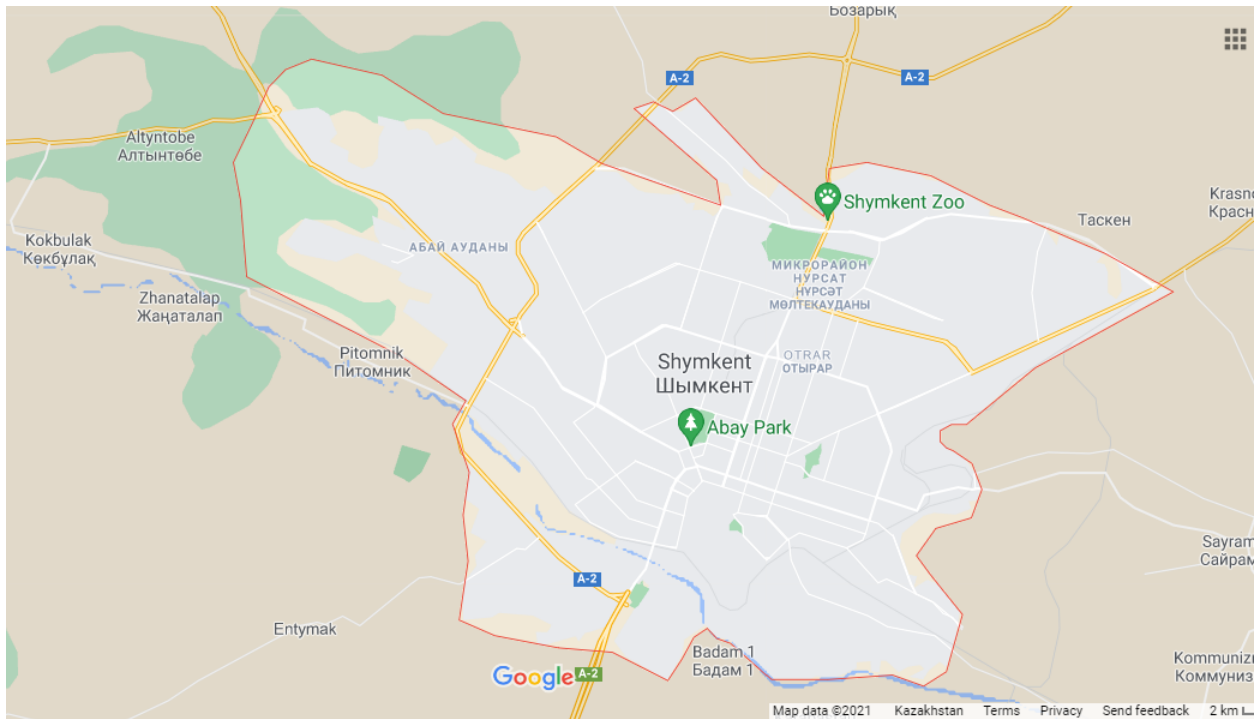 Бозарық
A-2
A-2
Altyntobe
Алтынтөбе
Shymkent Zoo
Krasno
Красн
Таскен
Kokbulak
Көкбұлақ
АБАЙ АУДАНЫ
МИКРОРАЙОН
НУРСАТ
НҰРСӘТ
МӨЛТЕКАУДАНЫ
Zhanatalap
Жаңаталап
Pitomnik
Питомник
Shymkent
Шымкент
OTRAR
ОТЫРАР
Abay Park
Sayram
Сайрам
A-2
Entymak
Badam 1
Бадам 1
Kommunizm
Коммуниз
Google
A-2
Map data ©2021 Kazakhstan Terms Privacy Send feedback 2 km